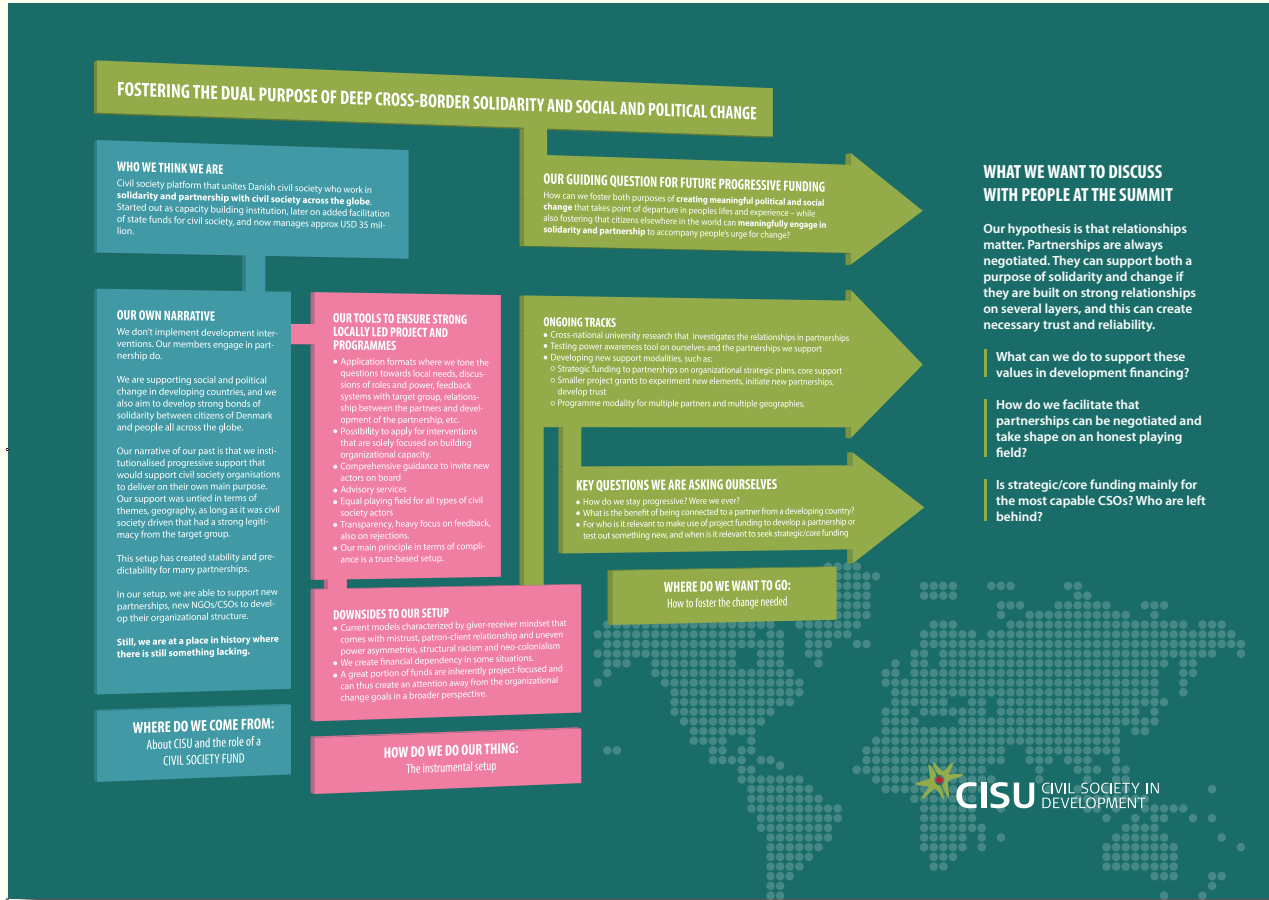 FOSTERING THE DUAL PURPOSE OF DEEP CROSS-BORDER SOLIDARITY AND SOCIAL AND POLITICAL CHANGE
WHO WE THINK WE ARE
Civil society platform that unites Danish civil society who work in
solidarity and partnership with civil society across the globe.
Started out as capacity building institution, later on added facilitation
of state funds for civil society, and now manages approx USD 35 mil-
lion.
OUR OWN NARRATIVE
We don't implement development inter-
ventions. Our members engage in part-
nership do.
We are supporting social and political
change in developing countries, and we
also aim to develop strong bonds of
solidarity between citizens of Denmark
and people all across the globe.
Our narrative of our past is that we insti-
tutionalised progressive support that
would support civil society organisations
to deliver on their own main purpose.
Our support was untied in terms of
themes, geography, as long as it was civil
society driven that had a strong legiti-
macy from the target group.
This setup has created stability and pre-
dictability for many partnerships.
In our setup, we are able to support new
partnerships, new NGOs/CSOs to devel-
op their organizational structure.
Still, we are at a place in history where
there is still something lacking.
WHERE DO WE COME FROM:
About CISU and the role of a
CIVIL SOCIETY FUND
OUR TOOLS TO ENSURE STRONG
LOCALLY LED PROJECT AND
PROGRAMMES
● Application formats where we tone the
questions towards local needs, discus-
sions of roles and power, feedback
systems with target group, relations-
ship between the partners and devel-
opment of the partnership, etc.
● Possiblity to apply for interventions
that are solely focused on building
organizational capacity.
● Comprehensive guidance to invite new
actors on board
● Advisory services
● Equal playing field for all types of civil
society actors
● Transparency, heavy focus on feedback,
also on rejections.
● Our main principle in terms of compli-
ance is a trust-based setup.
DOWNSIDES TO OUR SETUP
● Current models characterized by giver-receiver mindset that
comes with mistrust, patron-client relationship and uneven
power asymmetries, structural racism and neo-colonialism
● We create financial dependency in some situations.
● A great portion of funds are inherently project-focused and
can thus create an attention away from the organizational
change goals in a broader perspective.
HOW DO WE DO OUR THING:
The instrumental setup
OUR GUIDING QUESTION FOR FUTURE PROGRESSIVE FUNDING
How can we foster both purposes of creating meaningful political and social
change that takes point of departure in peoples lifes and experience – while
also fostering that citizens elsewhere in the world can meaningfully engage in
solidarity and partnership to accompany people's urge for change?
ONGOING TRACKS
● Cross-national university research that investigates the relationships in partnerships
● Testing power awareness tool on ourselves and the partnerships we support
● Developing new support modalities, such as:
○ Strategic funding to partnerships on organizational strategic plans, core support
○ Smaller project grants to experiment new elements, initiate new partnerships,
develop trust
○ Programme modality for multiple partners and multiple geographies.
KEY QUESTIONS WE ARE ASKING OURSELVES
● How do we stay progressive? Were we ever?
● What is the benefit of being connected to a partner from a developing country?
● For who is it relevant to make use of project funding to develop a partnership or
test out something new, and when is it relevant to seek strategic/core funding
WHERE DO WE WANT TO GO:
How to foster the change needed
WHAT WE WANT TO DISCUSS
WITH PEOPLE AT THE SUMMIT
Our hypothesis is that relationships
matter. Partnerships are always
negotiated. They can support both a
purpose of solidarity and change if
they are built on strong relationships
on several layers, and this can create
necessary trust and reliability.
What can we do to support these
values in development financing?
How do we facilitate that
partnerships can be negotiated and
take shape on an honest playing
field?
Is strategic/core funding mainly for
the most capable CSOs? Who are left
behind?
CISU CIVIL SOCIETY IN
DEVELOPMENT